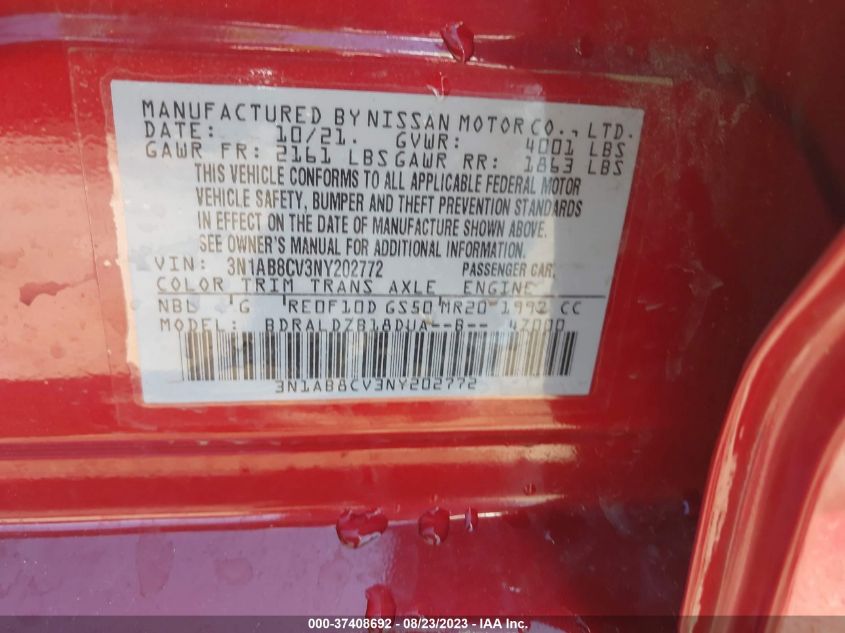 MANUFACTURED BY NISSAN MOTOR CO., LTD.
DATE: 10/21. GVWR: 4001 LBS
GAWR FR: 2161 LBS GAWR RR: 1863 LBS
THIS VEHICLE CONFORMS TO ALL APPLICABLE FEDERAL MOTOR
VEHICLE SAFETY, BUMPER AND THEFT PREVENTION STANDARDS
IN EFFECT ON THE DATE OF MANUFACTURE SHOWN ABOVE.
SEE OWNER'S MANUAL FOR ADDITIONAL INFORMATION.
VIN: 3N1AB8CV3NY202772 PASSENGER CAR.
COLOR TRIM TRANS AXLE ENGINE
NBL G RE0F10D GS50 MR20 1992 CC
MODEL: BDRALDZB18DUA--B-- 47000
3N1AB8CV3NY202772
000-37408692 - 08/23/2023 - © IAA, Inc.